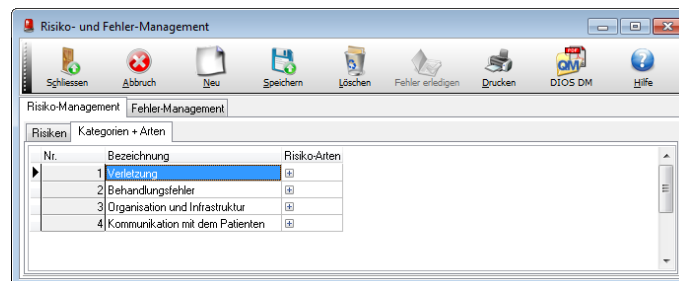 Risiko- und Fehler-Management
Schliessen Abbruch Neu Speichern Löschen Fehler erledigen Drucken DIOS DM Hilfe
QM
Risiko-Management Fehler-Management
Risiken Kategorien + Arten
Nr. Bezeichnung Risiko-Arten
1 Verletzung
2 Behandlungsfehler
3 Organisation und Infrastruktur
4 Kommunikation mit dem Patienten